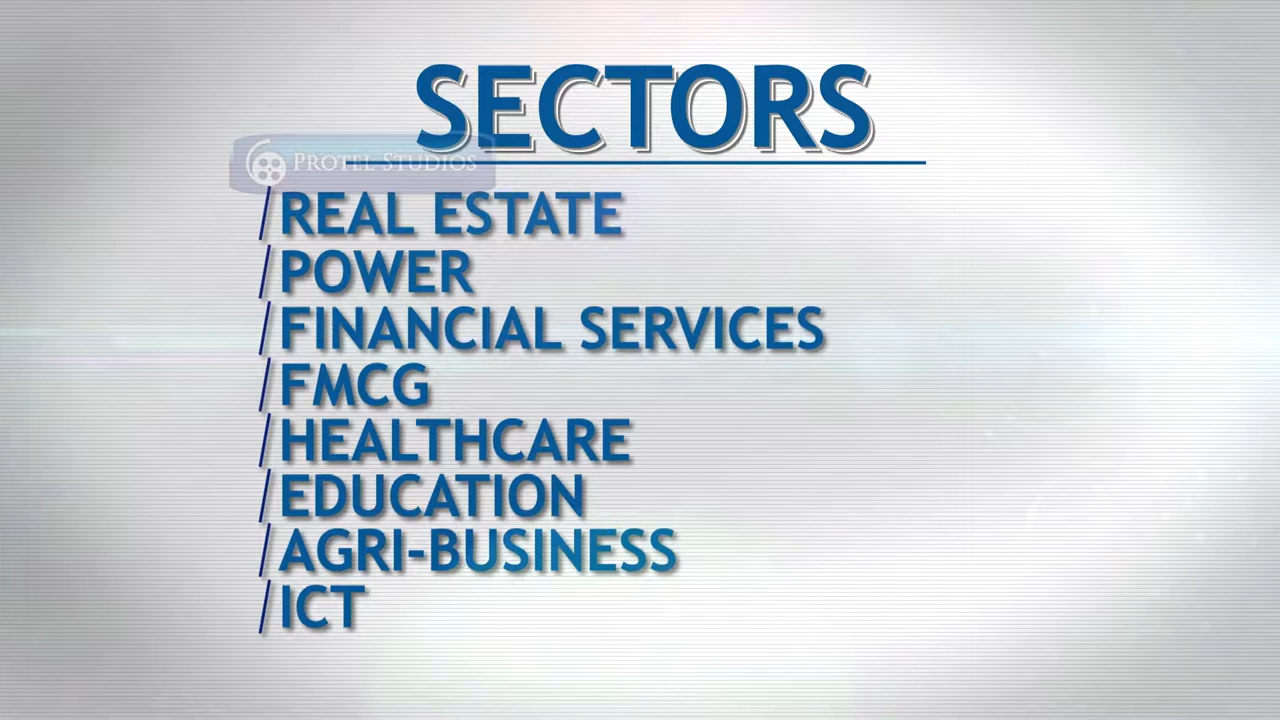 SECTORS
PROTEL STUDIOS
REAL ESTATE
POWER
FINANCIAL SERVICES
FMCG
HEALTHCARE
EDUCATION
AGRI-BUSINESS
ICT